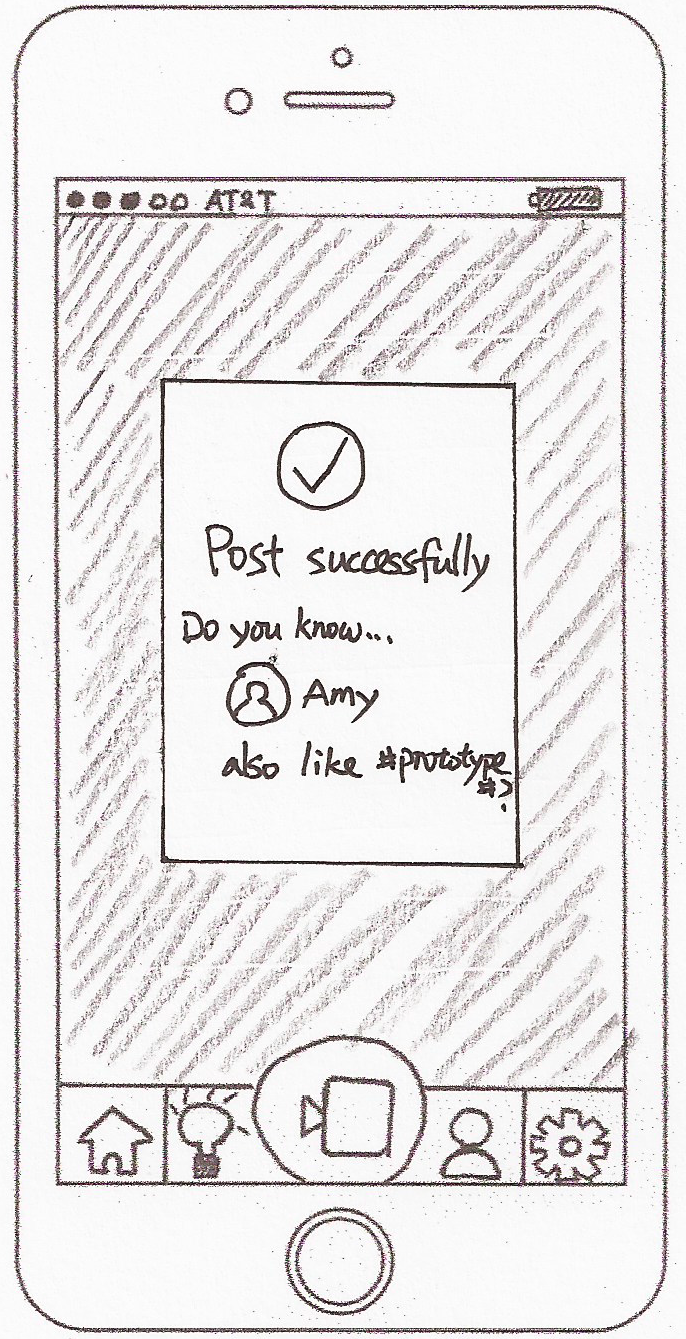 AT&T
Post successfully
Do you know...
Amy
also like #prototype
#?